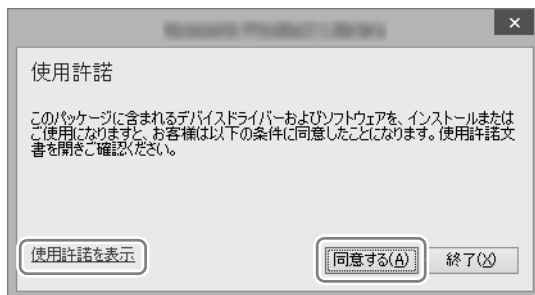 使用許諾
このパッケージに含まれるデバイスドライバーおよびソフトウェアを、インストールまたは
ご使用になりますと、お客様は以下の条件に同意したことになります。使用許諾文
書を開きご確認ください。
使用許諾を表示
同意する(A)
終了(X)